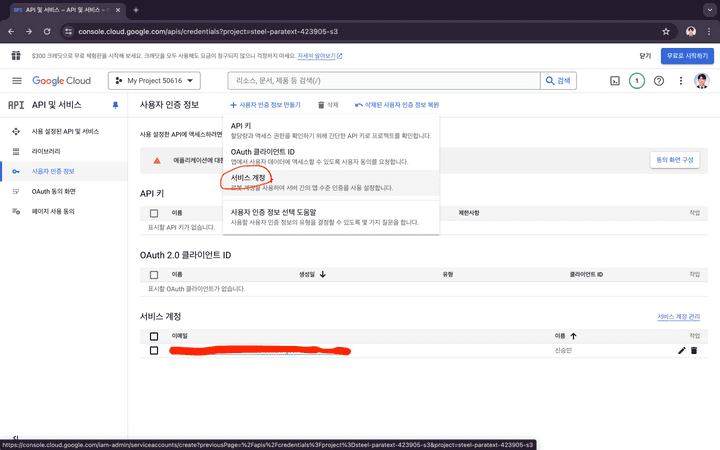 API 및 서비스 – API 및 서비스 –
console.cloud.google.com/apis/credentials?project=steel-paratext-423905-s3
$300 크레딧으로 무료 체험판을 시작해 보세요. 크레딧을 모두 사용해도 요금이 청구되지 않으니 걱정하지 마세요. 자세히 알아보기
닫기
무료로 시작하기
Google Cloud
My Project 50616
리소스, 문서, 제품 등 검색(/)
검색
1
API API 및 서비스
사용자 인증 정보
+ 사용자 인증 정보 만들기
삭제
삭제된 사용자 인증 정보 복원
사용 설정된 API 및 서비스
라이브러리
사용자 인증 정보
OAuth 동의 화면
페이지 사용 동의
사용 설정한 API에 액세스하려면
API 키
할당량과 액세스 권한을 확인하기 위해 간단한 API 키로 프로젝트를 확인합니다.
OAuth 클라이언트 ID
앱에서 사용자 데이터에 액세스할 수 있도록 사용자 동의를 요청합니다.
서비스 계정
로봇 계정을 사용하여 서버 간의 앱 수준 인증을 사용 설정합니다.
사용자 인증 정보 선택 도움말
사용할 사용자 인증 정보의 유형을 결정할 수 있도록 몇 가지 질문을 합니다.
애플리케이션에 대한
동의 화면 구성
API 키
이름
제한사항
작업
표시할 API 키가 없습니다.
OAuth 2.0 클라이언트 ID
이름
생성일
유형
클라이언트 ID
작업
표시할 OAuth 클라이언트가 없습니다.
서비스 계정
서비스 계정 관리
이메일
이름
작업
신승민
https://console.cloud.google.com/iam-admin/serviceaccounts/create?previousPage=%2Fapis%2Fcredentials%3Fproject%3Dsteel-paratext-423905-s3&project=steel-paratext-423905-s3